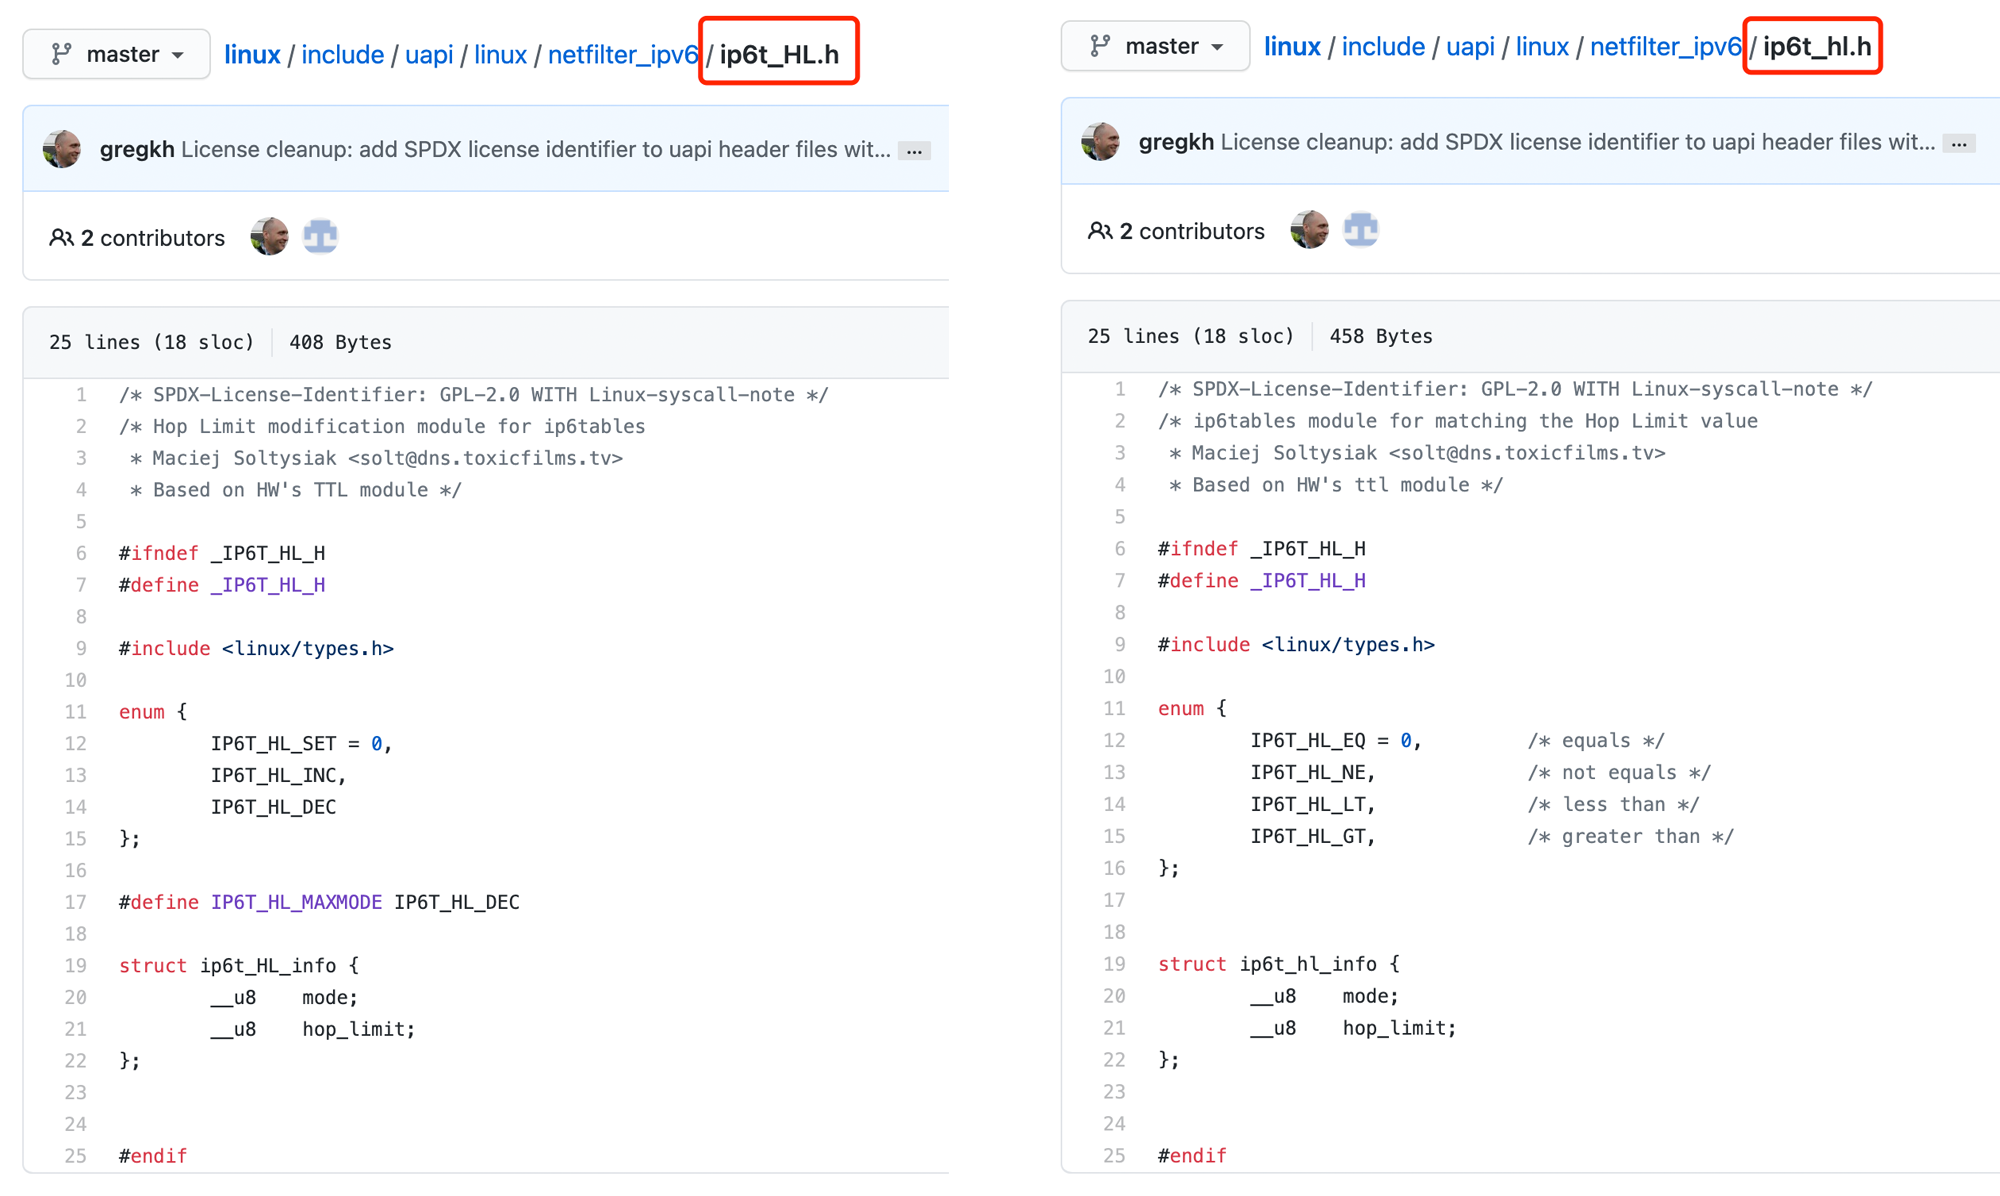 master linux / include / uapi / linux / netfilter_ipv6 / ip6t_HL.h
gregkh License cleanup: add SPDX license identifier to uapi header files wit... ...
2 contributors
25 lines (18 sloc) 408 Bytes
1 /* SPDX-License-Identifier: GPL-2.0 WITH Linux-syscall-note */
2 /* Hop Limit modification module for ip6tables
3  * Maciej Soltysiak <solt@dns.toxicfilms.tv>
4  * Based on HW's TTL module */
5
6 #ifndef _IP6T_HL_H
7 #define _IP6T_HL_H
8
9 #include <linux/types.h>
10
11 enum {
12         IP6T_HL_SET = 0,
13         IP6T_HL_INC,
14         IP6T_HL_DEC
15 };
16
17 #define IP6T_HL_MAXMODE IP6T_HL_DEC
18
19 struct ip6t_HL_info {
20         __u8    mode;
21         __u8    hop_limit;
22 };
23
24
25 #endif
master linux / include / uapi / linux / netfilter_ipv6 / ip6t_hl.h
gregkh License cleanup: add SPDX license identifier to uapi header files wit... ...
2 contributors
25 lines (18 sloc) 458 Bytes
1 /* SPDX-License-Identifier: GPL-2.0 WITH Linux-syscall-note */
2 /* ip6tables module for matching the Hop Limit value
3  * Maciej Soltysiak <solt@dns.toxicfilms.tv>
4  * Based on HW's ttl module */
5
6 #ifndef _IP6T_HL_H
7 #define _IP6T_HL_H
8
9 #include <linux/types.h>
10
11 enum {
12         IP6T_HL_EQ = 0,         /* equals */
13         IP6T_HL_NE,             /* not equals */
14         IP6T_HL_LT,             /* less than */
15         IP6T_HL_GT,             /* greater than */
16 };
17
18
19 struct ip6t_hl_info {
20         __u8    mode;
21         __u8    hop_limit;
22 };
23
24
25 #endif